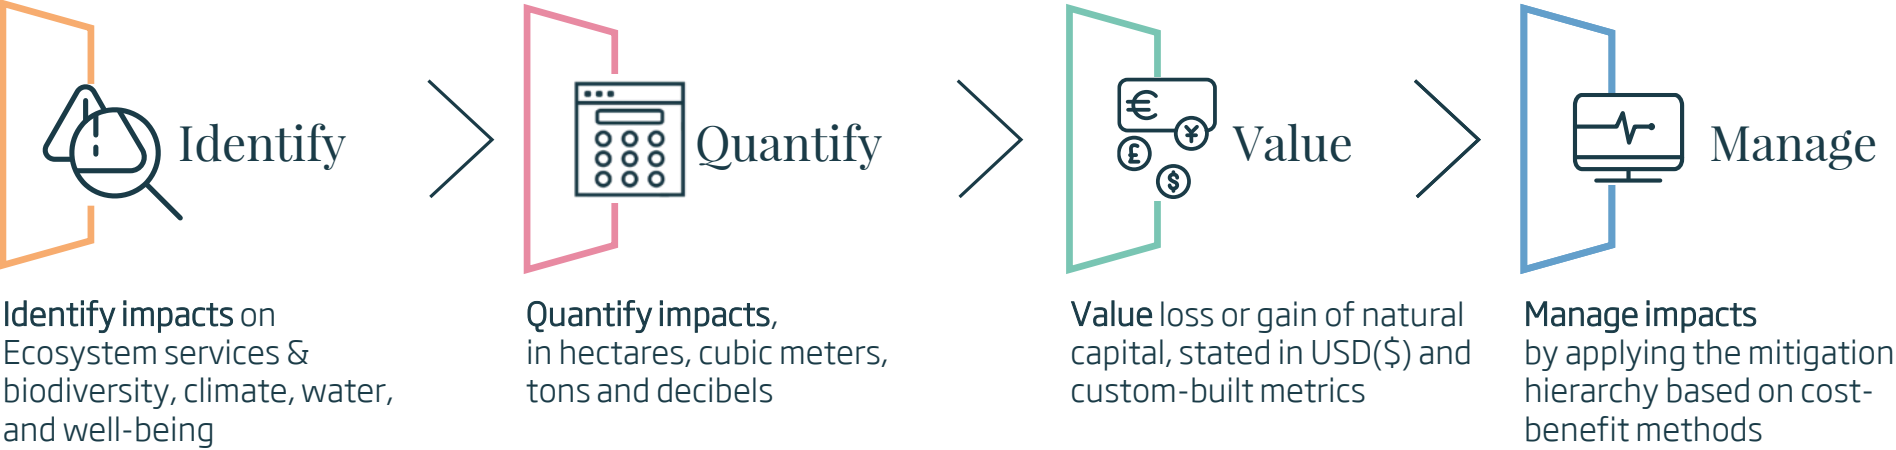 Identify
Quantify
€
¥
£
$
Value
Manage
Identify impacts on
Ecosystem services &
biodiversity, climate, water,
and well-being
Quantify impacts,
in hectares, cubic meters,
tons and decibels
Value loss or gain of natural
capital, stated in USD($) and
custom-built metrics
Manage impacts
by applying the mitigation
hierarchy based on cost-
benefit methods